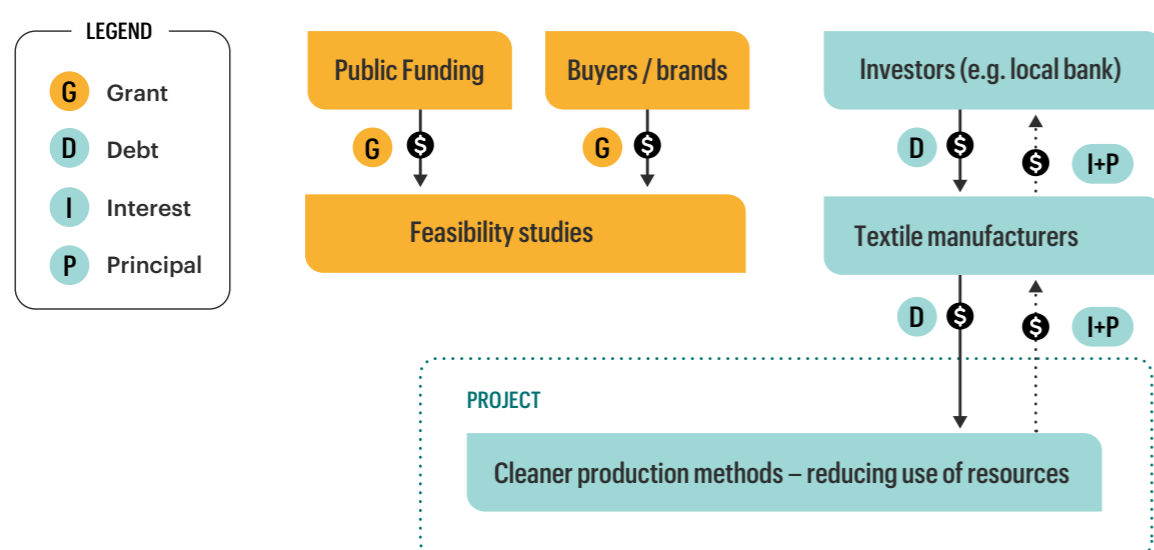 LEGEND
G Grant
D Debt
I Interest
P Principal
Public Funding
Buyers / brands
Investors (e.g. local bank)
G $
G $
D $
$ I+P
Feasibility studies
Textile manufacturers
D $
$ I+P
PROJECT
Cleaner production methods – reducing use of resources